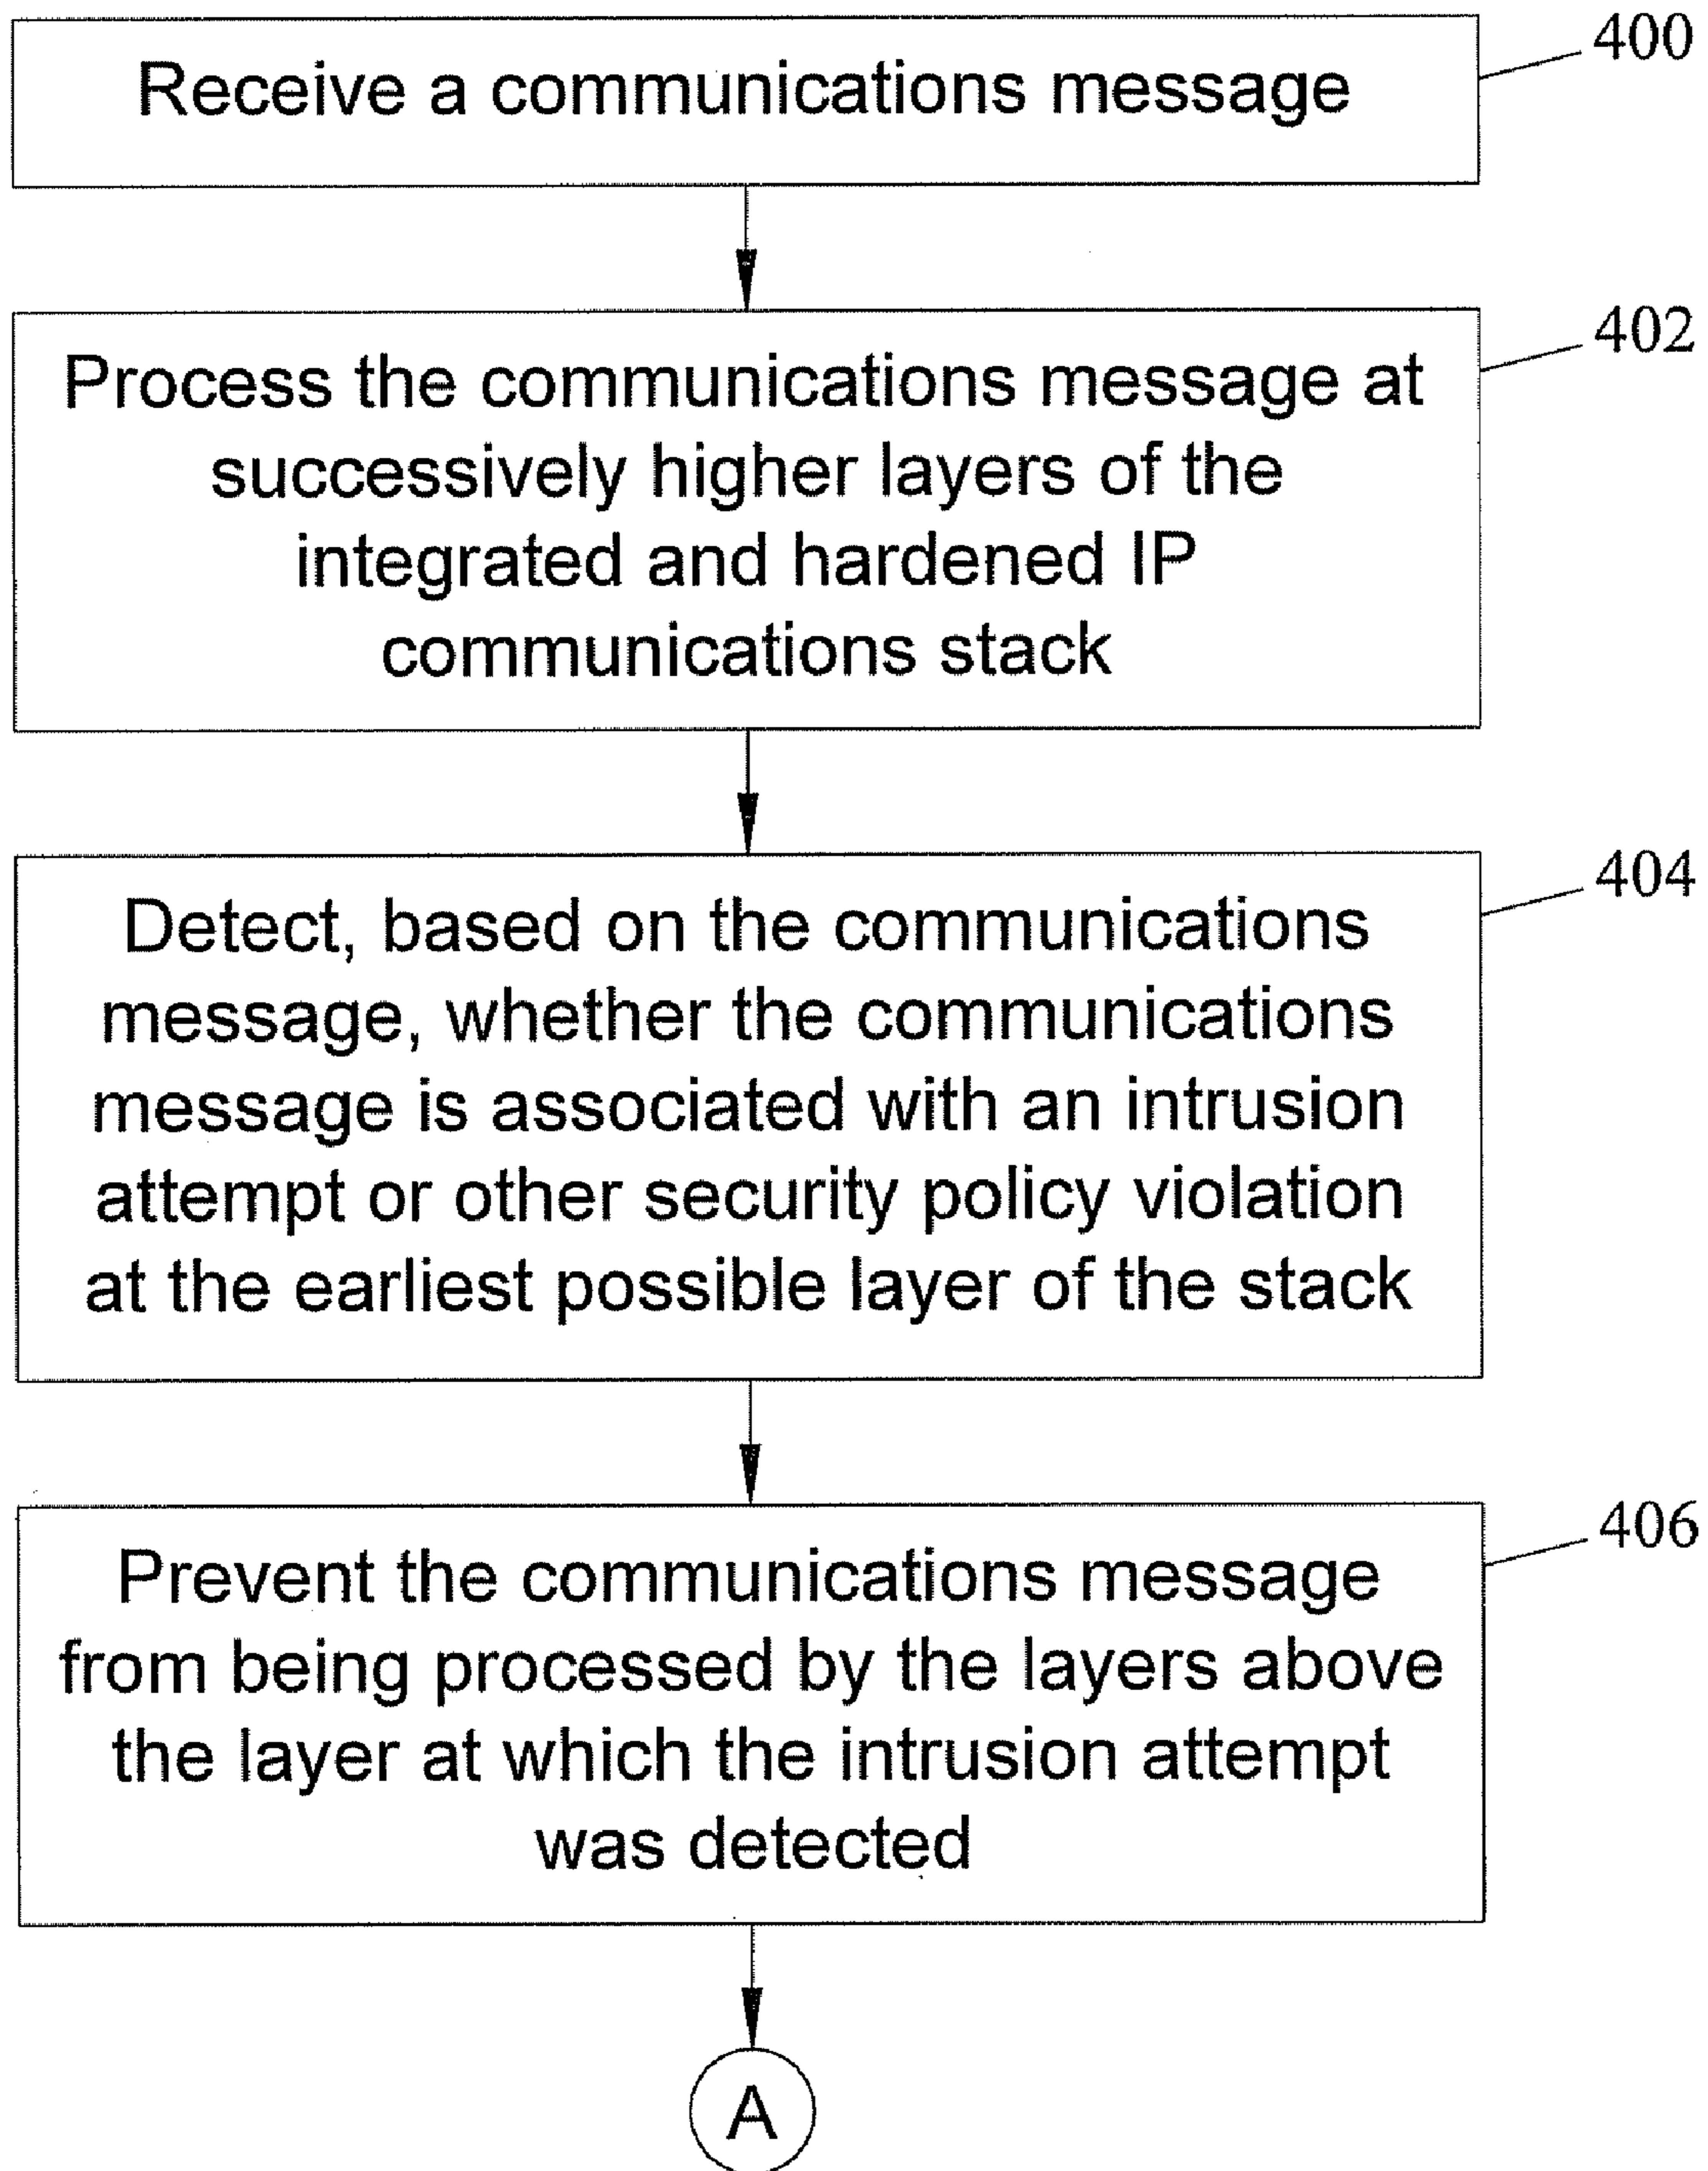 Receive a communications message
400
Process the communications message at
successively higher layers of the
integrated and hardened IP
communications stack
402
Detect, based on the communications
message, whether the communications
message is associated with an intrusion
attempt or other security policy violation
at the earliest possible layer of the stack
404
Prevent the communications message
from being processed by the layers above
the layer at which the intrusion attempt
was detected
406
A